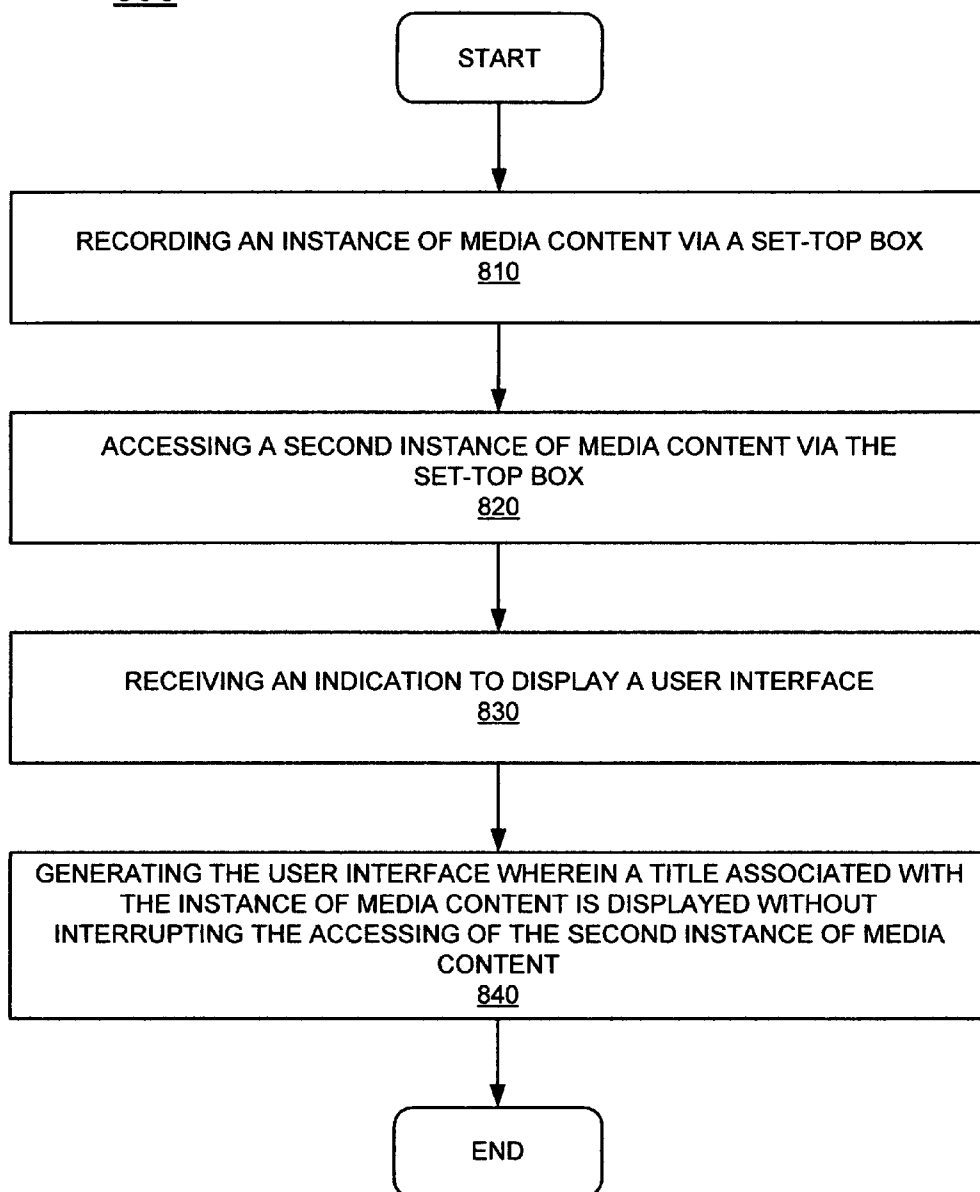 START
RECORDING AN INSTANCE OF MEDIA CONTENT VIA A SET-TOP BOX
810
ACCESSING A SECOND INSTANCE OF MEDIA CONTENT VIA THE
SET-TOP BOX
820
RECEIVING AN INDICATION TO DISPLAY A USER INTERFACE
830
GENERATING THE USER INTERFACE WHEREIN A TITLE ASSOCIATED WITH
THE INSTANCE OF MEDIA CONTENT IS DISPLAYED WITHOUT
INTERRUPTING THE ACCESSING OF THE SECOND INSTANCE OF MEDIA
CONTENT
840
END